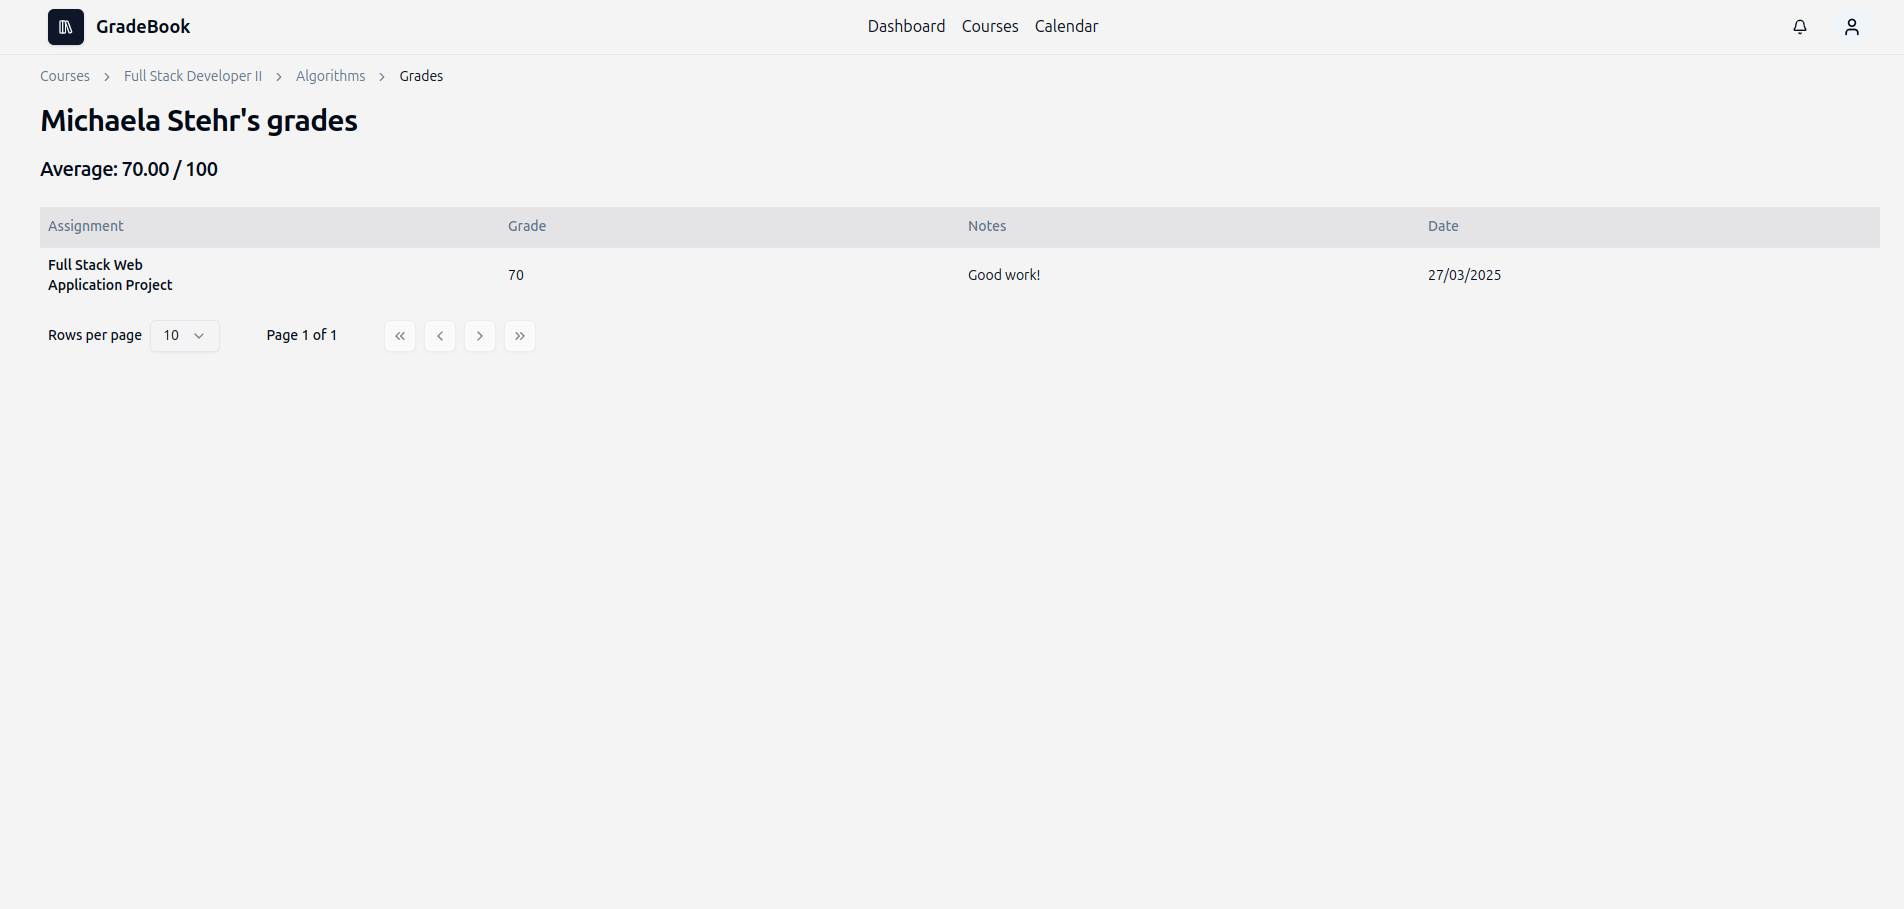 GradeBook
Dashboard Courses Calendar
Courses > Full Stack Developer II > Algorithms > Grades
Michaela Stehr's grades
Average: 70.00 / 100
Assignment Grade Notes Date
Full Stack Web
Application Project
70 Good work! 27/03/2025
Rows per page 10 Page 1 of 1 « ‹ › »